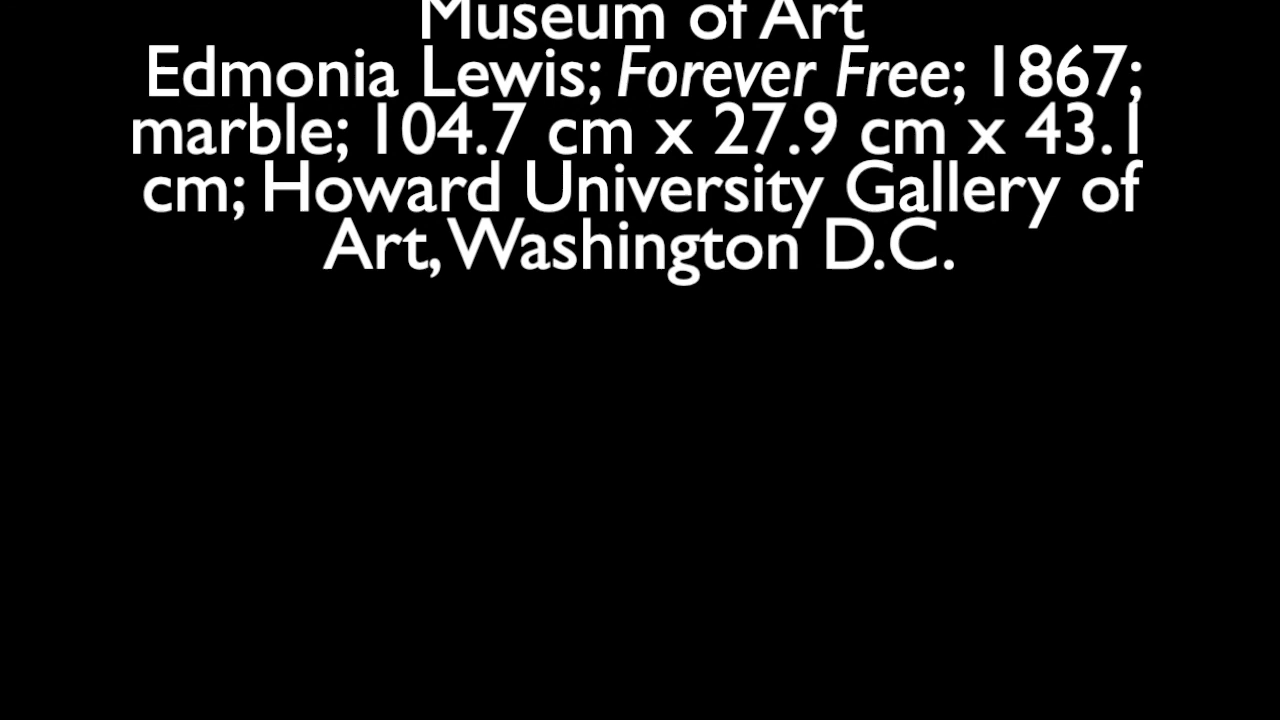 Museum of Art
Edmonia Lewis; Forever Free; 1867;
marble; 104.7 cm x 27.9 cm x 43.1
cm; Howard University Gallery of
Art, Washington D.C.